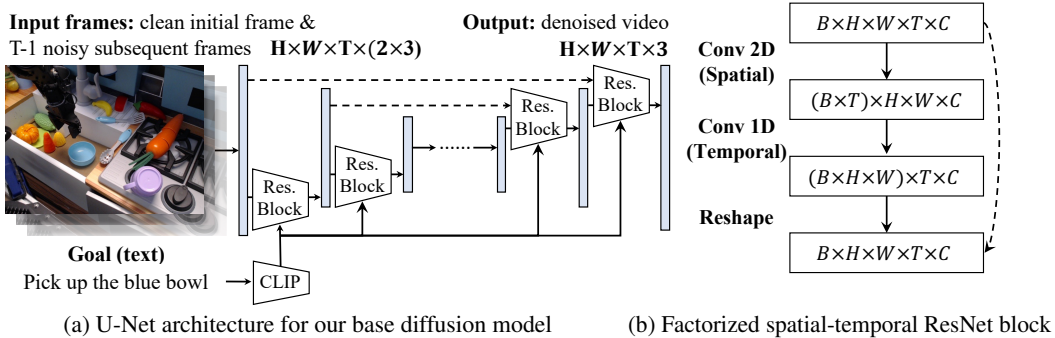 Input frames: clean initial frame &
T-1 noisy subsequent frames H×W×T×(2×3)
Output: denoised video
H×W×T×3
Res.
Block
Res.
Block
......
Res.
Block
Res.
Block
Goal (text)
Pick up the blue bowl
CLIP
(a) U-Net architecture for our base diffusion model
B×H×W×T×C
Conv 2D
(Spatial)
(B×T)×H×W×C
Conv 1D
(Temporal)
(B×H×W)×T×C
Reshape
B×H×W×T×C
(b) Factorized spatial-temporal ResNet block